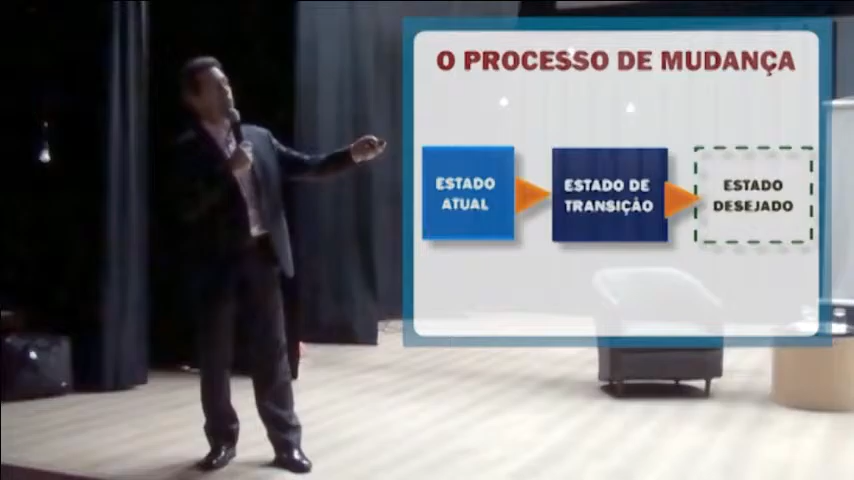 O PROCESSO DE MUDANÇA
ESTADO
ATUAL
ESTADO DE
TRANSIÇÃO
ESTADO
DESEJADO